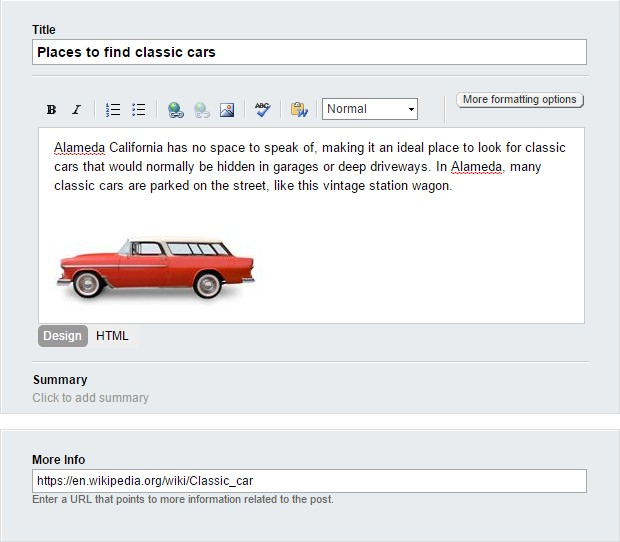 Title
Places to find classic cars
B I ABC W Normal More formatting options
Alameda California has no space to speak of, making it an ideal place to look for classic
cars that would normally be hidden in garages or deep driveways. In Alameda, many
classic cars are parked on the street, like this vintage station wagon.
Design HTML
Summary
Click to add summary
More Info
https://en.wikipedia.org/wiki/Classic_car
Enter a URL that points to more information related to the post.